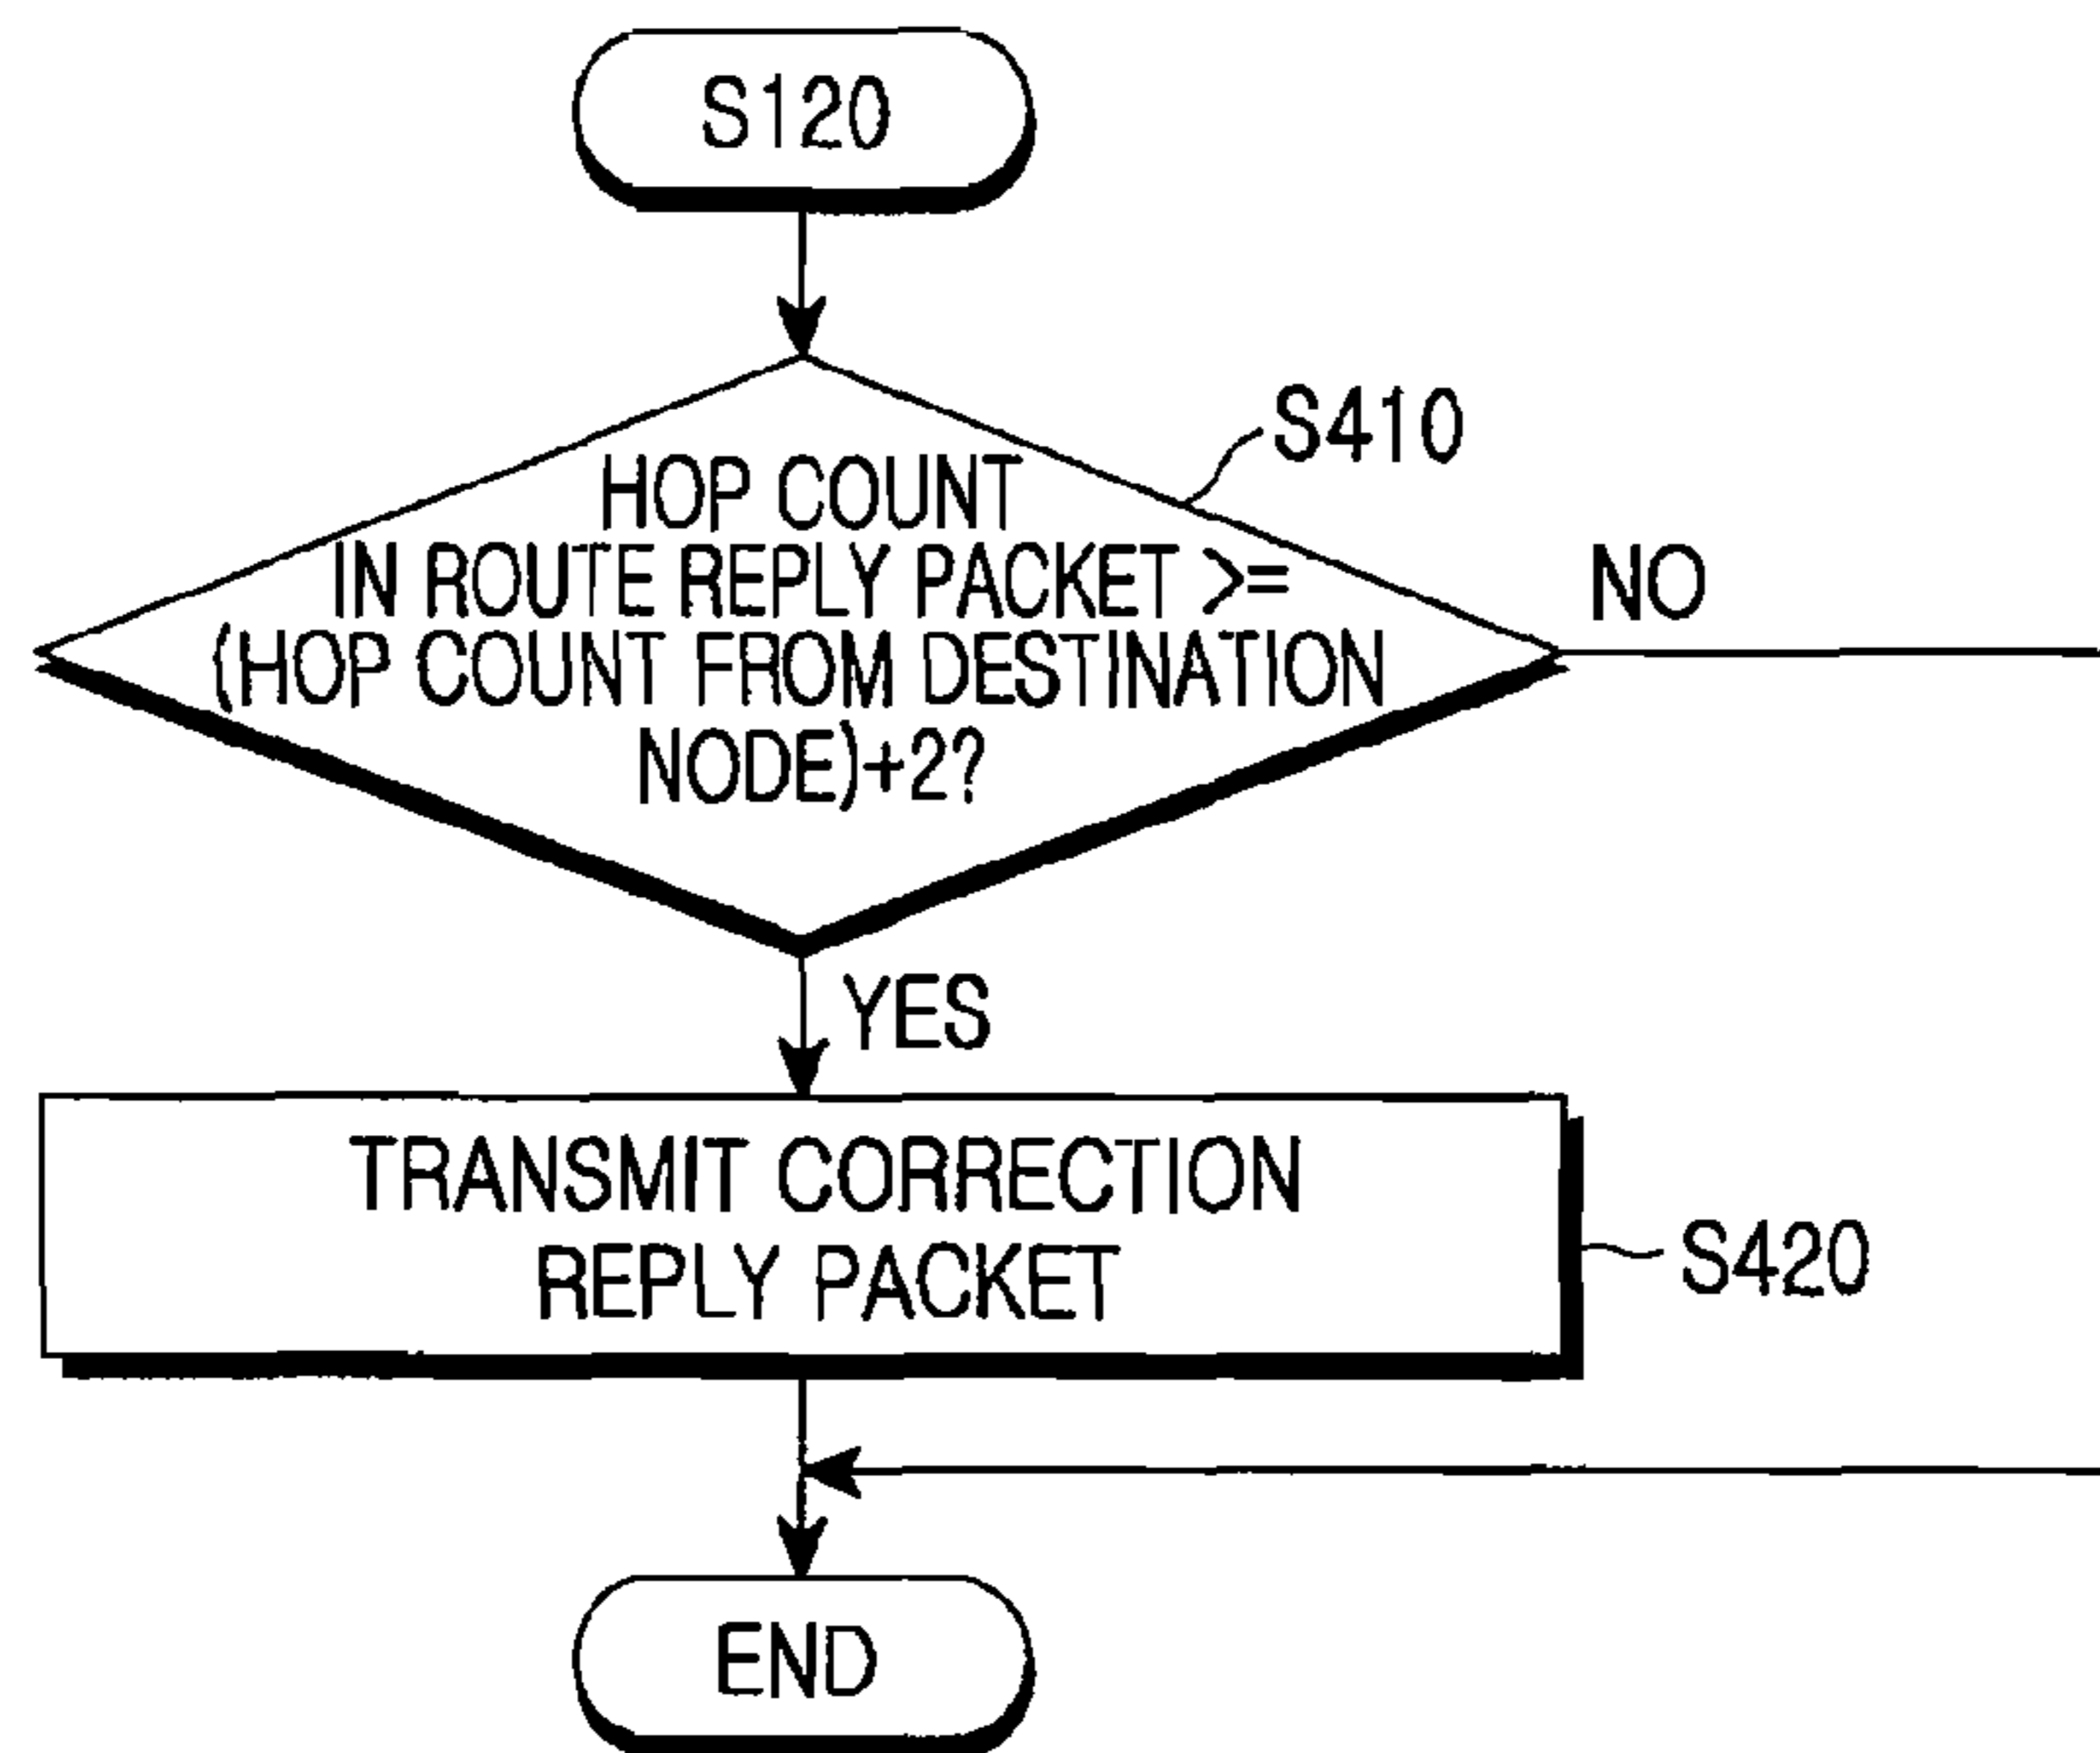 S120
S410
HOP COUNT
IN ROUTE REPLY PACKET >=
(HOP COUNT FROM DESTINATION
NODE)+2?
NO
YES
TRANSMIT CORRECTION
REPLY PACKET
S420
END